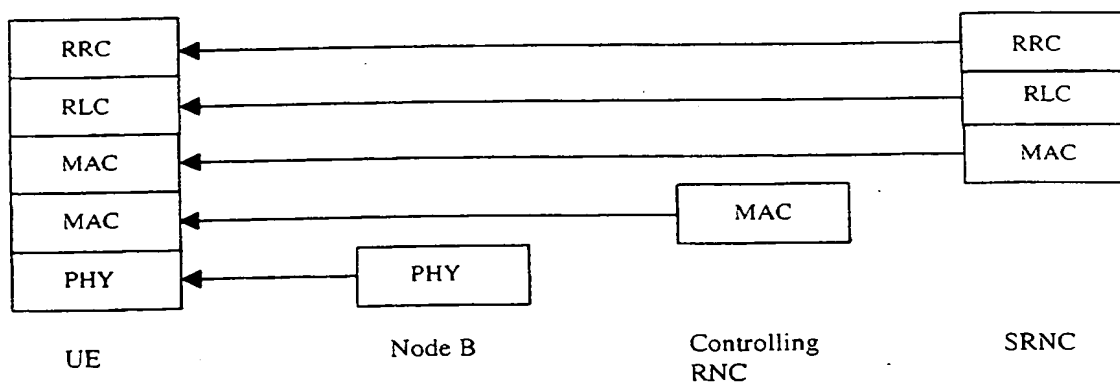 RRC
RRC
RLC
RLC
MAC
MAC
MAC
MAC
PHY
PHY
UE
Node B
Controlling
RNC
SRNC